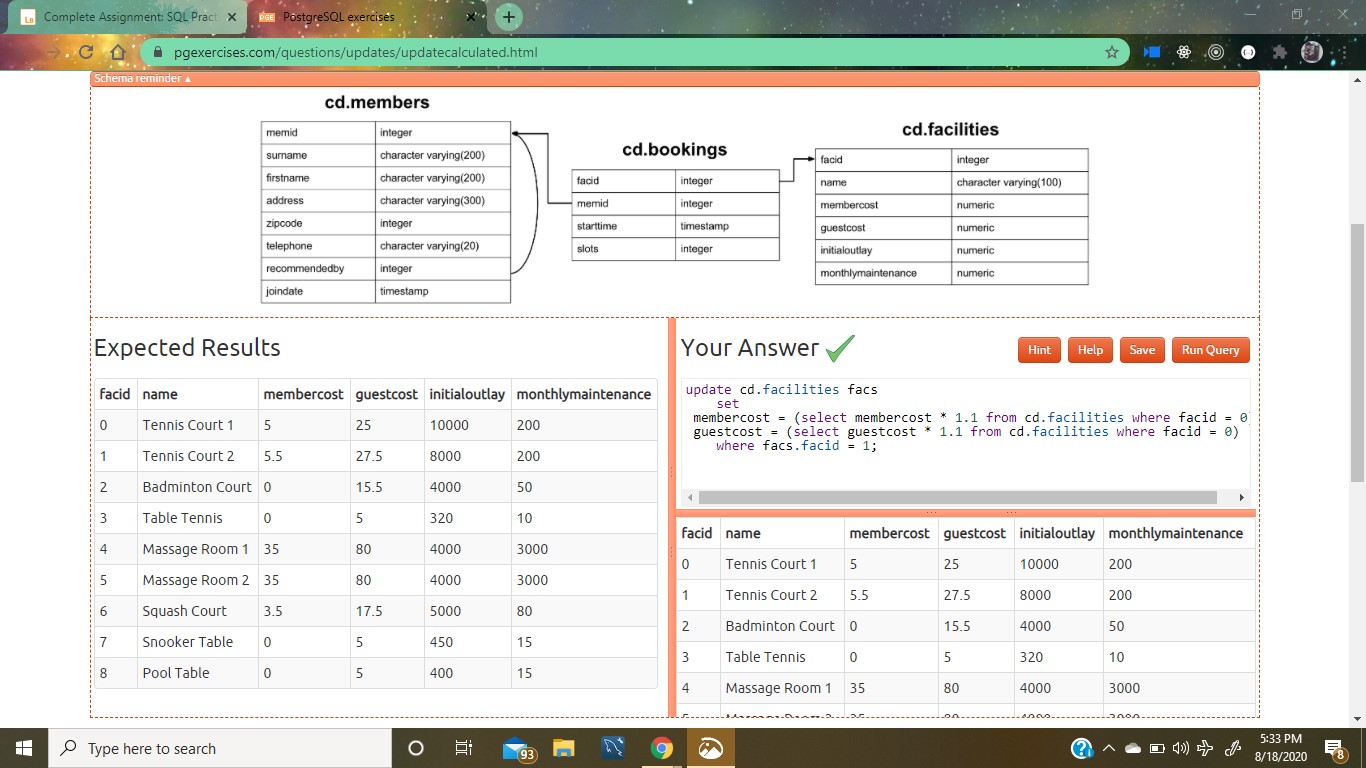 Complete Assignment: SQL Pract
PGE PostgreSQL exercises
pgexercises.com/questions/updates/updatecalculated.html
Schema reminder
cd.members
memid integer
surname character varying(200)
firstname character varying(200)
address character varying(300)
zipcode integer
telephone character varying(20)
recommendedby integer
joindate timestamp
cd.bookings
facid integer
memid integer
starttime timestamp
slots integer
cd.facilities
facid integer
name character varying(100)
membercost numeric
guestcost numeric
initialoutlay numeric
monthlymaintenance numeric
Expected Results
facid name membercost guestcost initialoutlay monthlymaintenance
0 Tennis Court 1 5 25 10000 200
1 Tennis Court 2 5.5 27.5 8000 200
2 Badminton Court 0 15.5 4000 50
3 Table Tennis 0 5 320 10
4 Massage Room 1 35 80 4000 3000
5 Massage Room 2 35 80 4000 3000
6 Squash Court 3.5 17.5 5000 80
7 Snooker Table 0 5 450 15
8 Pool Table 0 5 400 15
Your Answer
Hint Help Save Run Query
update cd.facilities facs
set
membercost = (select membercost * 1.1 from cd.facilities where facid = 0
guestcost = (select guestcost * 1.1 from cd.facilities where facid = 0)
where facs.facid = 1;
facid name membercost guestcost initialoutlay monthlymaintenance
0 Tennis Court 1 5 25 10000 200
1 Tennis Court 2 5.5 27.5 8000 200
2 Badminton Court 0 15.5 4000 50
3 Table Tennis 0 5 320 10
4 Massage Room 1 35 80 4000 3000
Type here to search
93
5:33 PM
8/18/2020
8